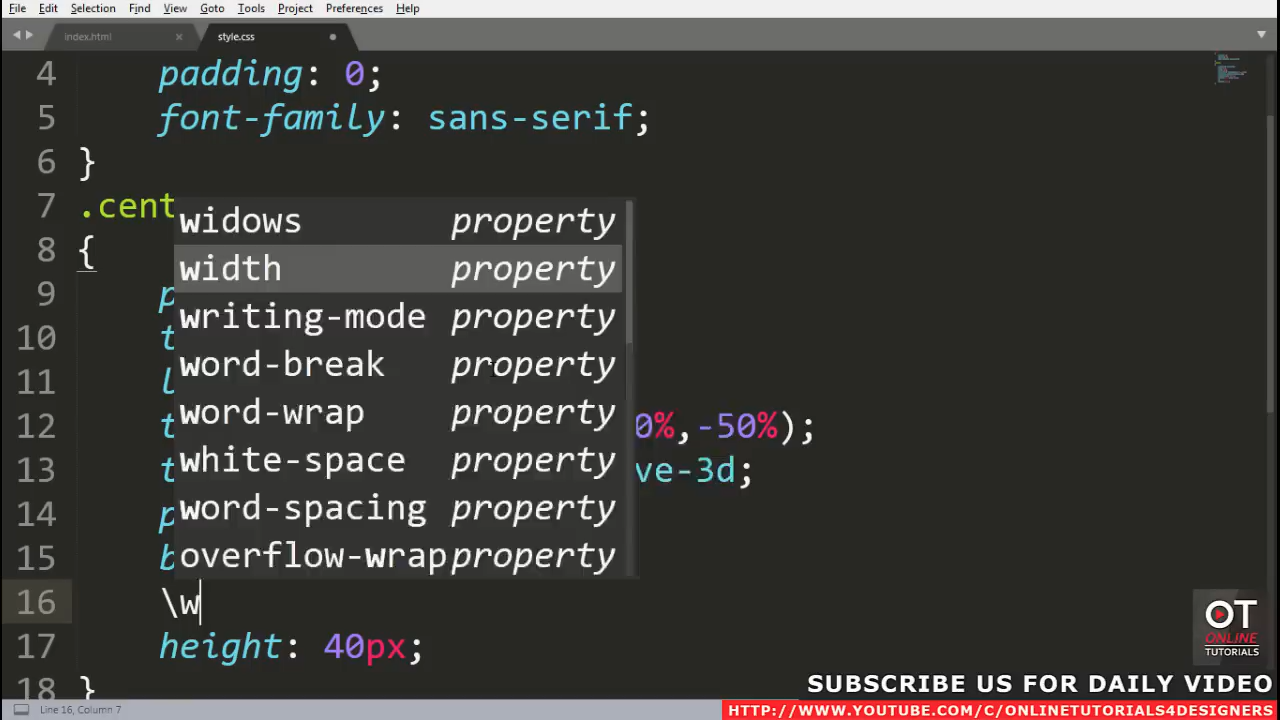 File Edit Selection Find View Goto Tools Project Preferences Help
index.html × style.css
4 padding: 0;
5 font-family: sans-serif;
6 }
7 .cent
8 {
9 p
10 t
11 l
12 t 0%,-50%);
13 t ve-3d;
14 p
15 b
16 \w
17 height: 40px;
18 }
widows property
width property
writing-mode property
word-break property
word-wrap property
white-space property
word-spacing property
overflow-wrap property
OT
ONLINE
TUTORIALS
SUBSCRIBE US FOR DAILY VIDEO
Line 16, Column 7
HTTP://WWW.YOUTUBE.COM/C/ONLINETUTORIALS4DESIGNERS